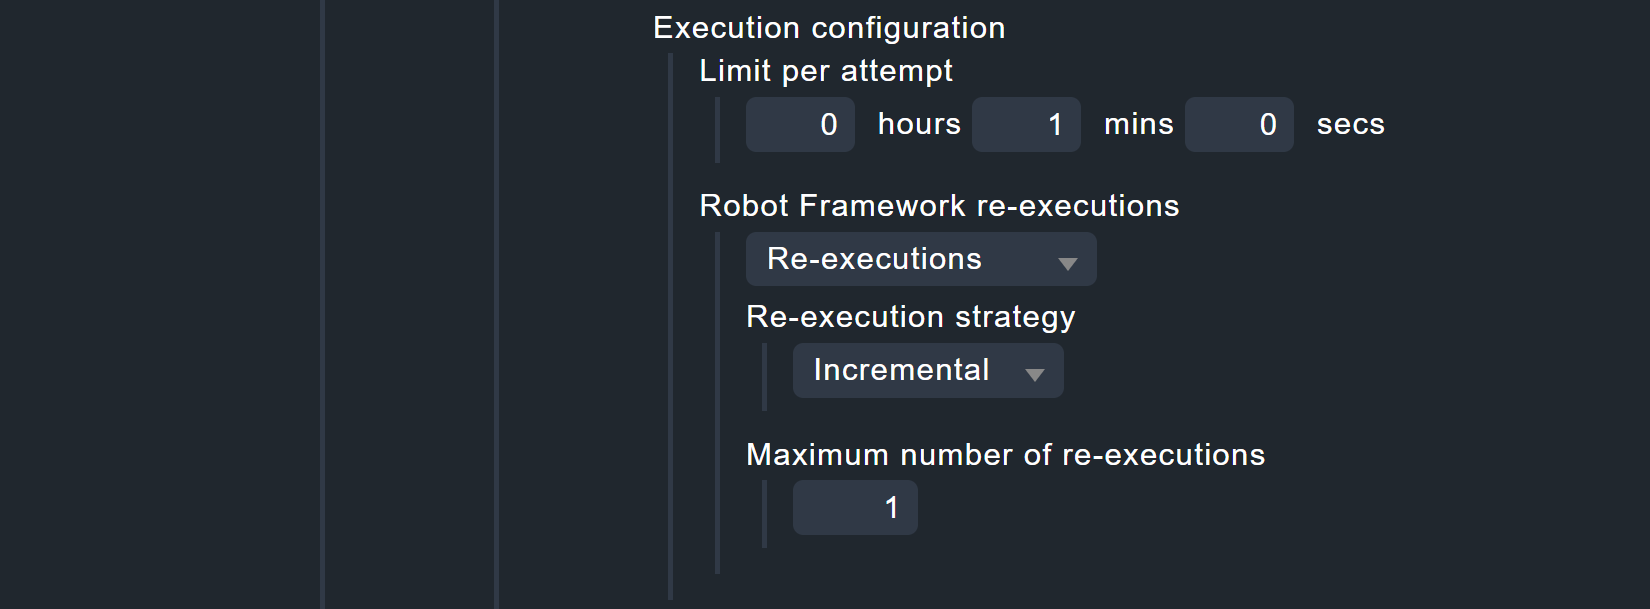 Execution configuration
Limit per attempt
0 hours 1 mins 0 secs
Robot Framework re-executions
Re-executions
Re-execution strategy
Incremental
Maximum number of re-executions
1